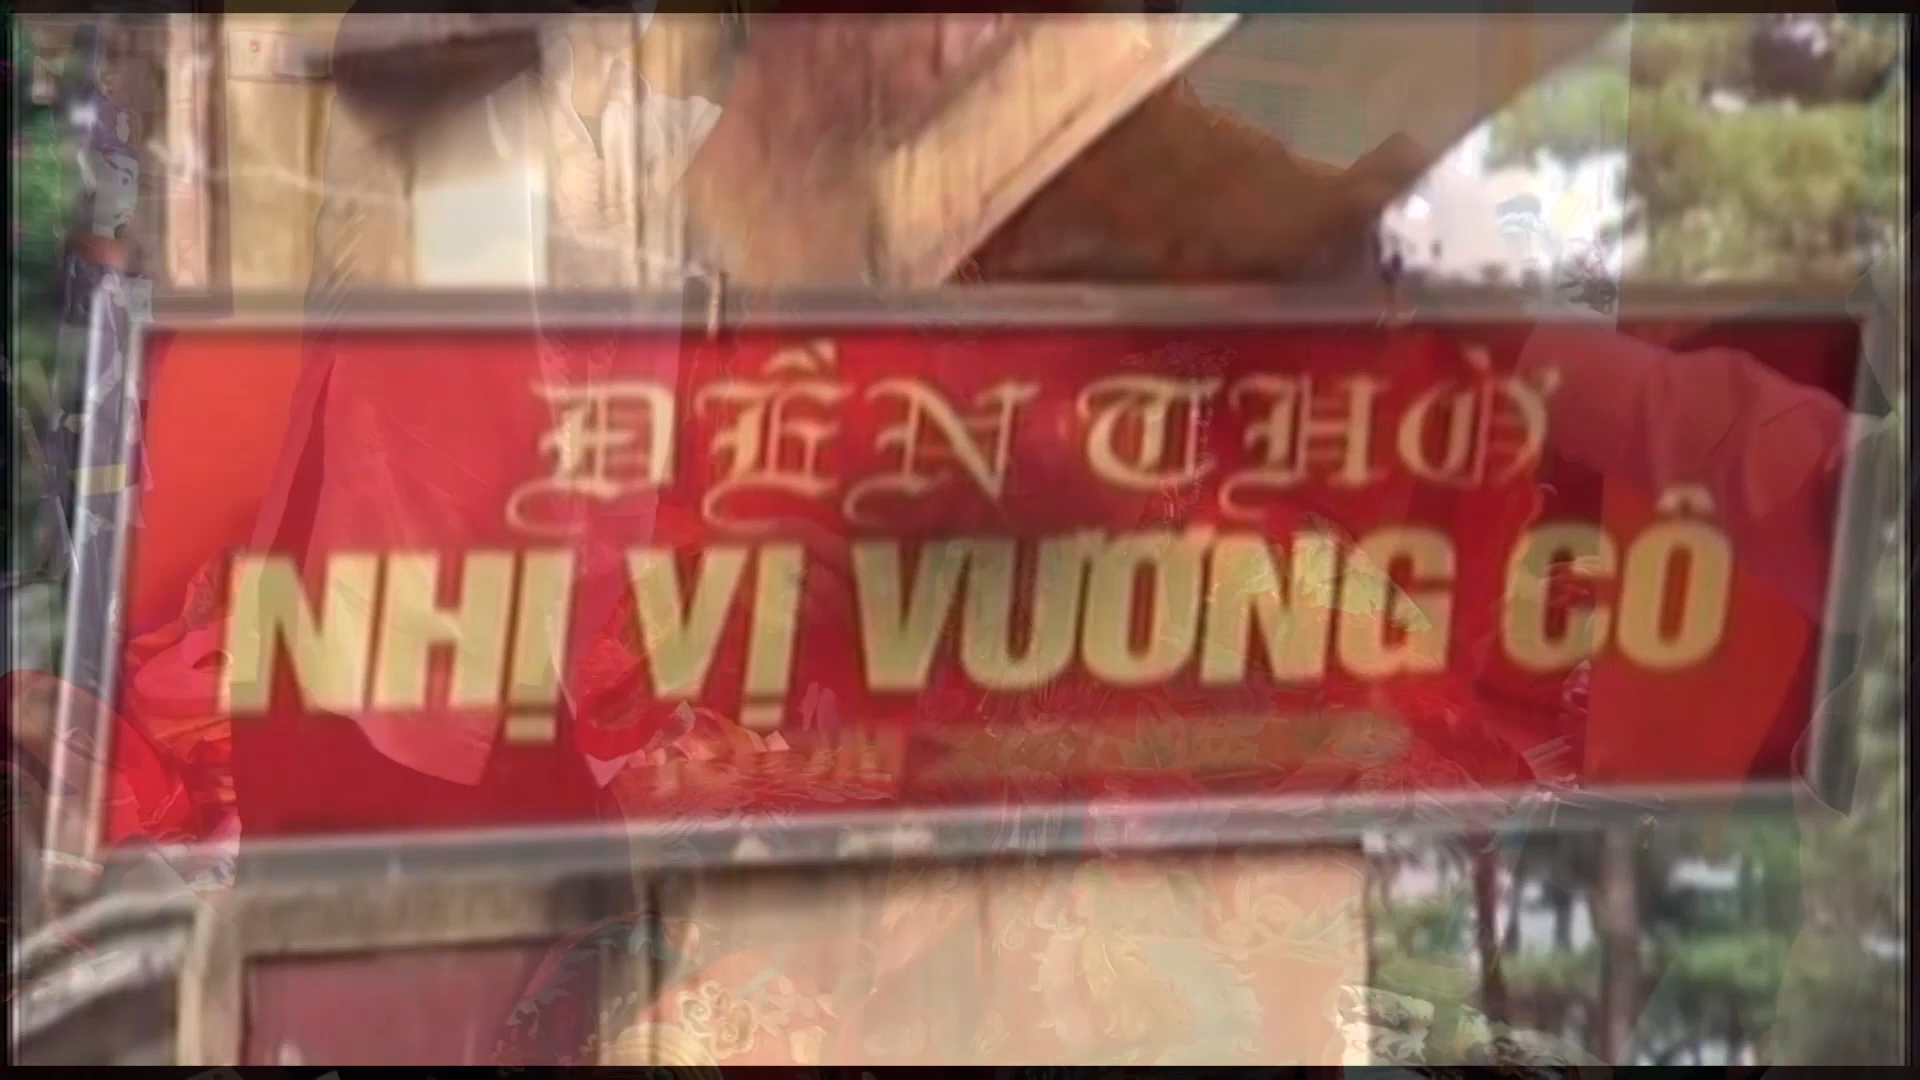 ĐỀN THỜ
NHỊ VỊ VƯƠNG CÔ